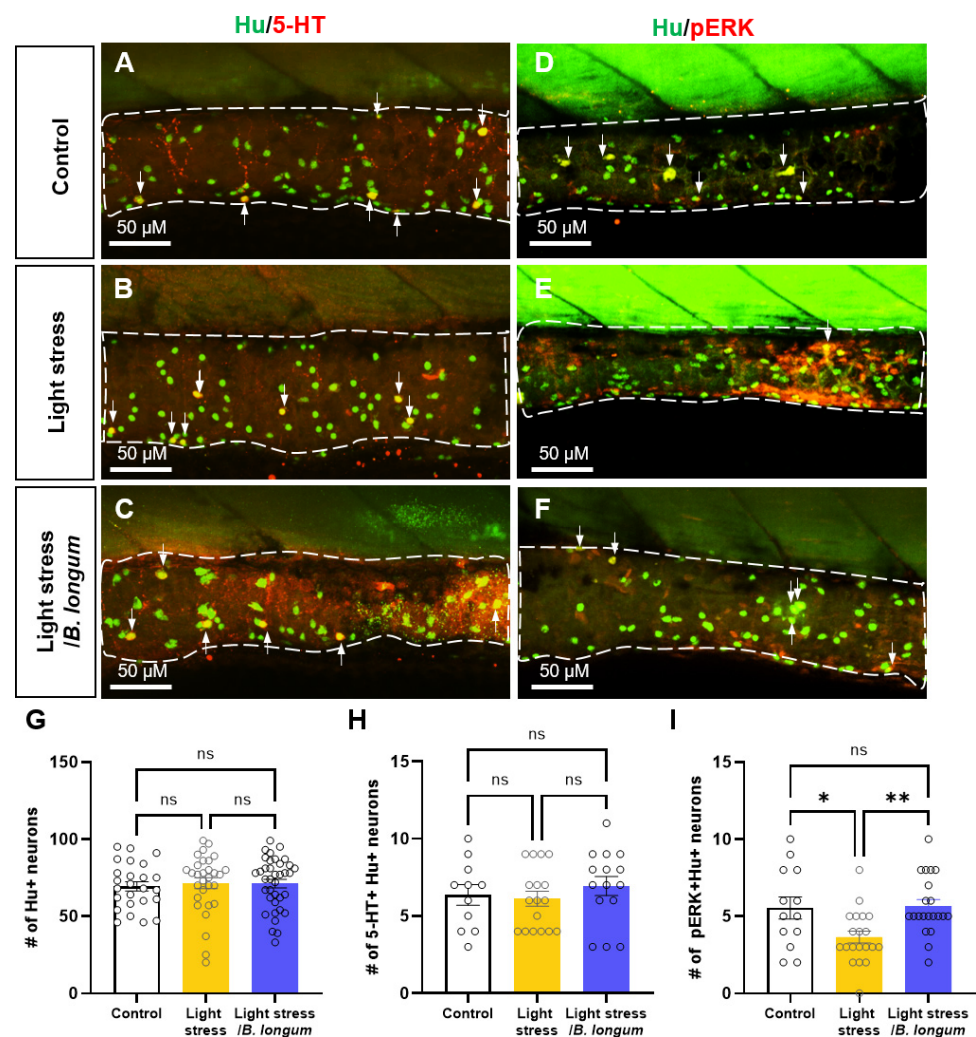 Hu/5-HT
Hu/pERK
Control
A
50 µM
D
50 µM
Light stress
B
50 µM
E
50 µM
Light stress
/B. longum
C
50 µM
F
50 µM
G
# of Hu+ neurons
150
100
50
0
ns
ns
ns
Control
Light
stress
Light stress
/B. longum
H
# of 5-HT+ Hu+ neurons
15
10
5
0
ns
ns
ns
Control
Light
stress
Light stress
/B. longum
I
# of pERK+Hu+ neurons
15
10
5
0
ns
*
**
Control
Light
stress
Light stress
/B. longum